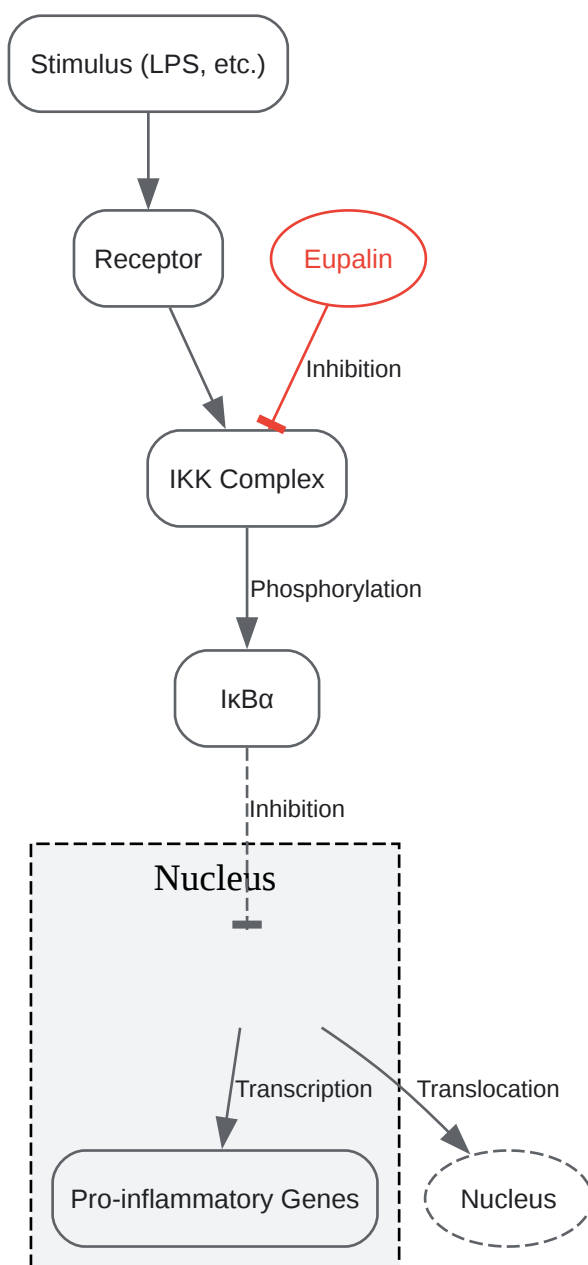 Stimulus (LPS, etc.)
Receptor
Eupalin
Inhibition
IKK Complex
Phosphorylation
IκBα
Inhibition
Nucleus
Transcription
Translocation
Pro-inflammatory Genes
Nucleus